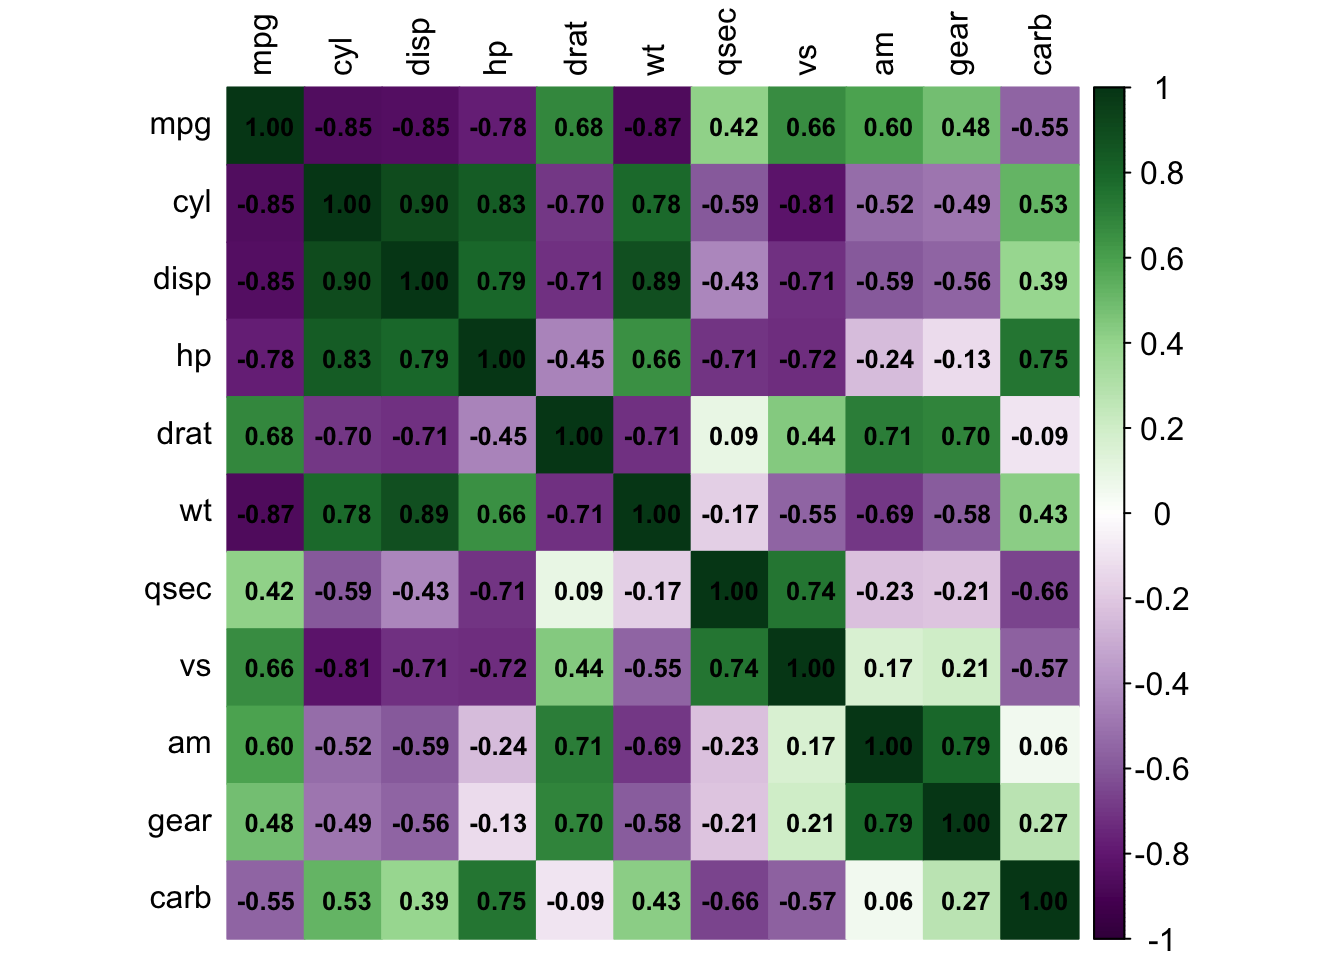 mpg cyl disp hp drat wt qsec vs am gear carb
mpg 1.00 -0.85 -0.85 -0.78 0.68 -0.87 0.42 0.66 0.60 0.48 -0.55
cyl -0.85 1.00 0.90 0.83 -0.70 0.78 -0.59 -0.81 -0.52 -0.49 0.53
disp -0.85 0.90 1.00 0.79 -0.71 0.89 -0.43 -0.71 -0.59 -0.56 0.39
hp -0.78 0.83 0.79 1.00 -0.45 0.66 -0.71 -0.72 -0.24 -0.13 0.75
drat 0.68 -0.70 -0.71 -0.45 1.00 -0.71 0.09 0.44 0.71 0.70 -0.09
wt -0.87 0.78 0.89 0.66 -0.71 1.00 -0.17 -0.55 -0.69 -0.58 0.43
qsec 0.42 -0.59 -0.43 -0.71 0.09 -0.17 1.00 0.74 -0.23 -0.21 -0.66
vs 0.66 -0.81 -0.71 -0.72 0.44 -0.55 0.74 1.00 0.17 0.21 -0.57
am 0.60 -0.52 -0.59 -0.24 0.71 -0.69 -0.23 0.17 1.00 0.79 0.06
gear 0.48 -0.49 -0.56 -0.13 0.70 -0.58 -0.21 0.21 0.79 1.00 0.27
carb -0.55 0.53 0.39 0.75 -0.09 0.43 -0.66 -0.57 0.06 0.27 1.00
1
0.8
0.6
0.4
0.2
0
-0.2
-0.4
-0.6
-0.8
-1